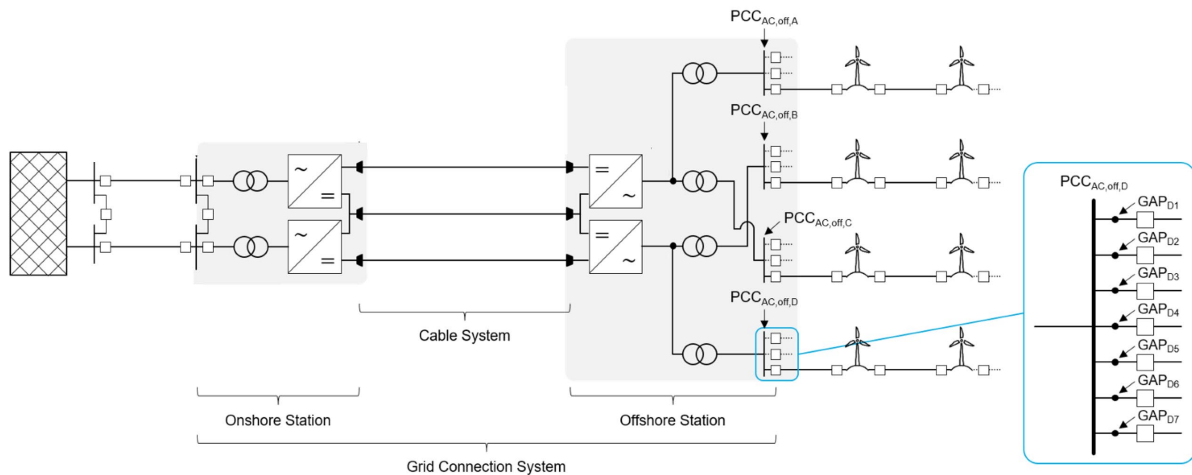 PCC_AC,off,A
PCC_AC,off,B
PCC_AC,off,C
PCC_AC,off,D
~
=
~
=
=
~
=
~
Cable System
Onshore Station
Offshore Station
Grid Connection System
PCC_AC,off,D
GAP_D1
GAP_D2
GAP_D3
GAP_D4
GAP_D5
GAP_D6
GAP_D7